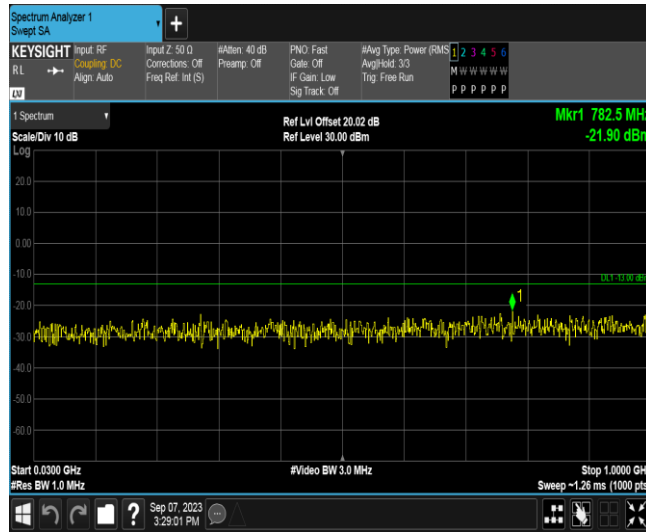 Spectrum Analyzer 1
Swept SA
+
KEYSIGHT Input: RF Input Z: 50 Ω #Atten: 40 dB PNO: Fast #Avg Type: Power (RMS 1 2 3 4 5 6
RL Coupling: DC Corrections: Off Preamp: Off Gate: Off Avg|Hold: 3/3 M W W W W W
Align: Auto Freq Ref: Int (S) IF Gain: Low Trig: Free Run
LXI Sig Track: Off P P P P P P
1 Spectrum Ref Lvl Offset 20.02 dB Mkr1 782.5 MHz
Scale/Div 10 dB Ref Level 30.00 dBm -21.90 dBm
Log
20.0
10.0
0.00
-10.0
DL1 -13.00 dBm
1
-20.0
-30.0
-40.0
-50.0
-60.0
Start 0.0300 GHz #Video BW 3.0 MHz Stop 1.0000 GH
#Res BW 1.0 MHz Sweep ~1.26 ms (1000 pts
? Sep 07, 2023
3:29:01 PM